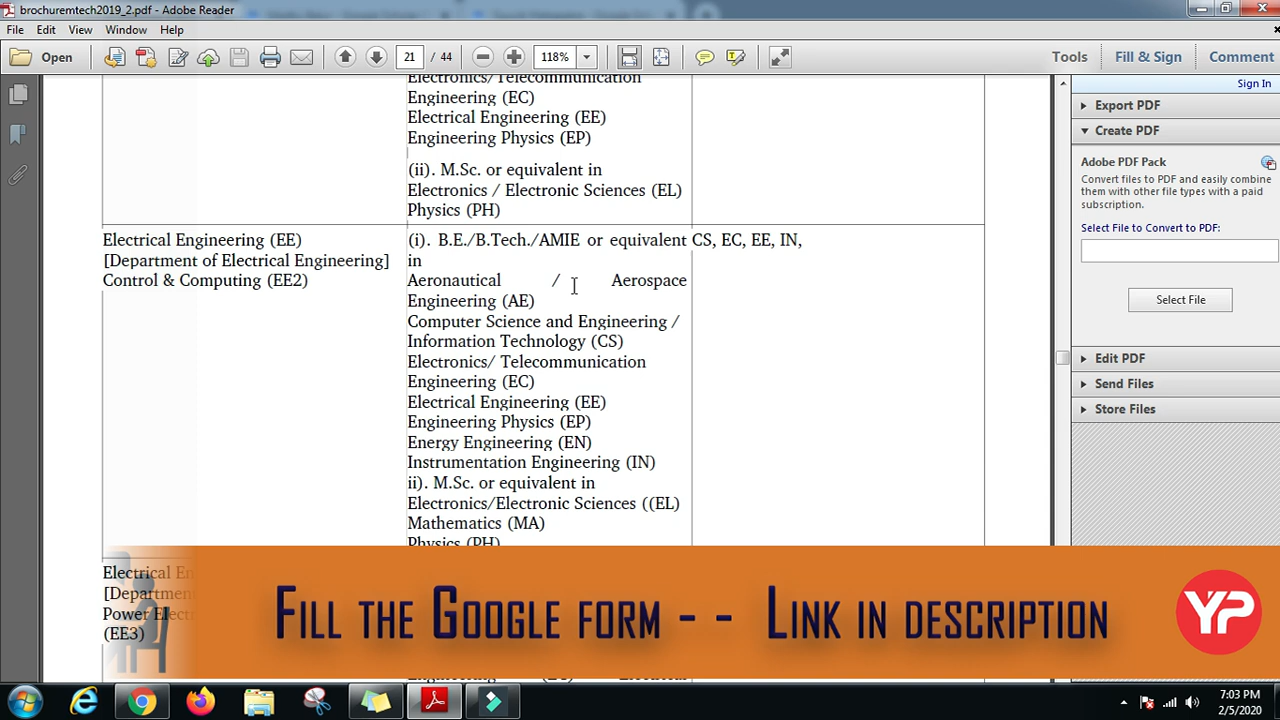 brochuremtech2019_2.pdf - Adobe Reader
File Edit View Window Help
Open 21 / 44 118% Tools Fill & Sign Comment
Sign In
Export PDF
Create PDF
Adobe PDF Pack
Convert files to PDF and easily combine
them with other file types with a paid
subscription.
Select File to Convert to PDF:
Select File
Edit PDF
Send Files
Store Files
Electronics/ Telecommunication
Engineering (EC)
Electrical Engineering (EE)
Engineering Physics (EP)
(ii). M.Sc. or equivalent in
Electronics / Electronic Sciences (EL)
Physics (PH)
Electrical Engineering (EE)
[Department of Electrical Engineering]
Control & Computing (EE2)
(i). B.E./B.Tech./AMIE or equivalent
in
Aeronautical / Aerospace
Engineering (AE)
Computer Science and Engineering /
Information Technology (CS)
Electronics/ Telecommunication
Engineering (EC)
Electrical Engineering (EE)
Engineering Physics (EP)
Energy Engineering (EN)
Instrumentation Engineering (IN)
ii). M.Sc. or equivalent in
Electronics/Electronic Sciences ((EL)
Mathematics (MA)
Physics (PH)
CS, EC, EE, IN,
Electrical En
[Departmen
Power Elect
(EE3)
Fill the Google form - - Link in description
YP
7:03 PM
2/5/2020